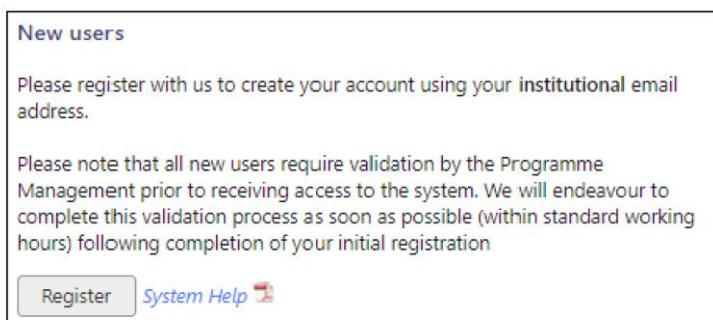 New users
Please register with us to create your account using your institutional email
address.
Please note that all new users require validation by the Programme
Management prior to receiving access to the system. We will endeavour to
complete this validation process as soon as possible (within standard working
hours) following completion of your initial registration
Register System Help